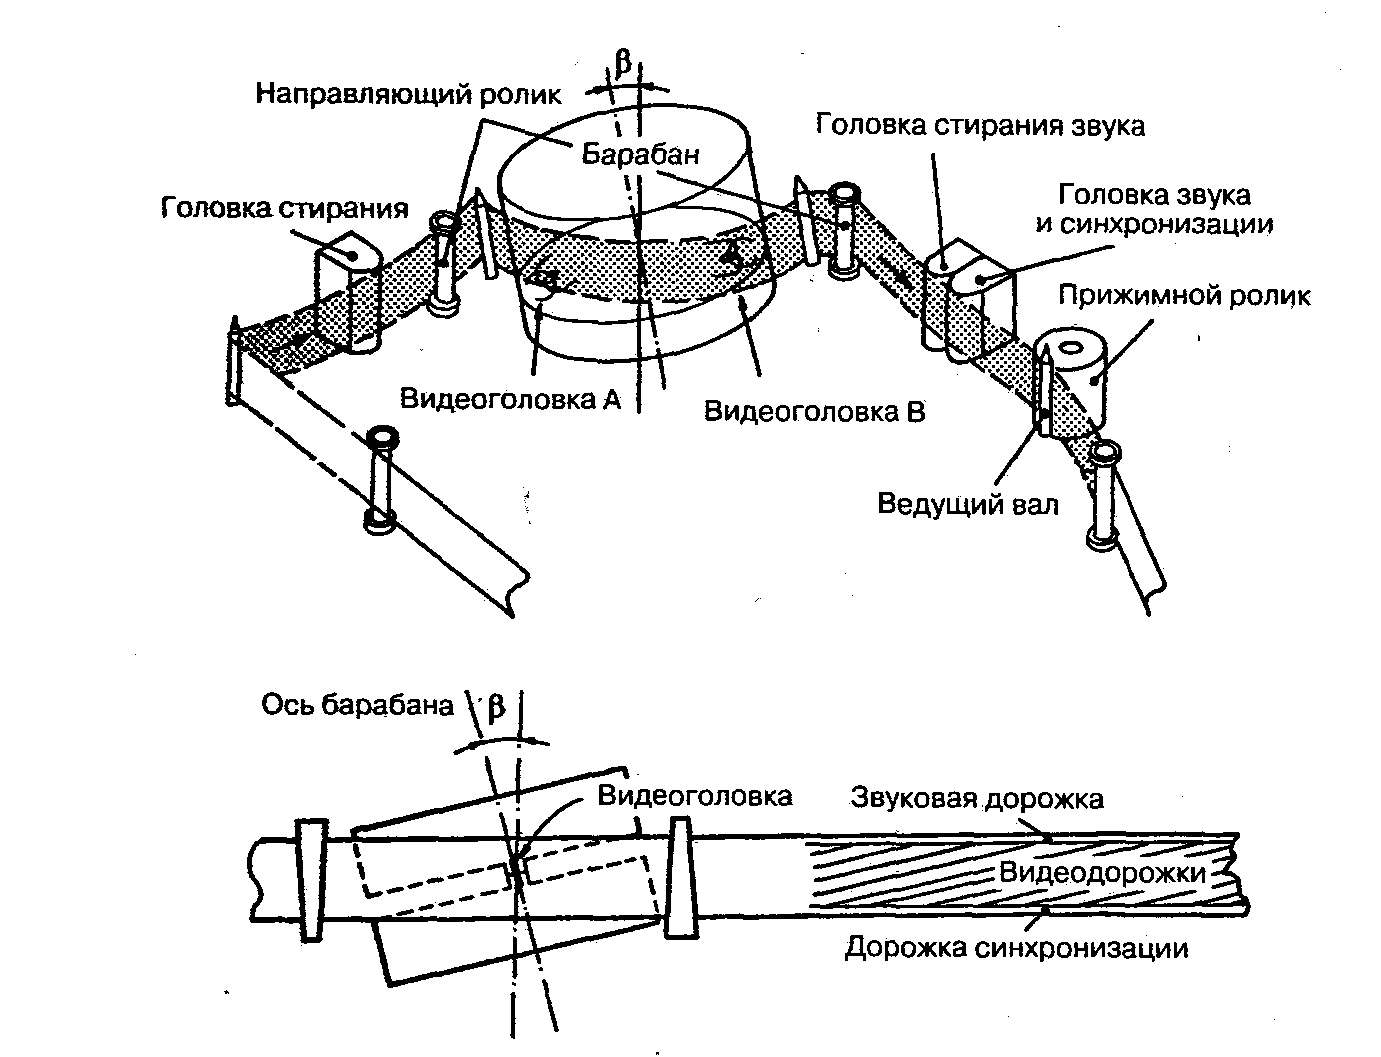 β
Направляющий ролик
Барабан
Головка стирания звука
Головка стирания
Головка звука
и синхронизации
Прижимной ролик
Видеоголовка А
Видеоголовка В
Ведущий вал
Ось барабана
β
Видеоголовка
Звуковая дорожка
Видеодорожки
Дорожка синхронизации